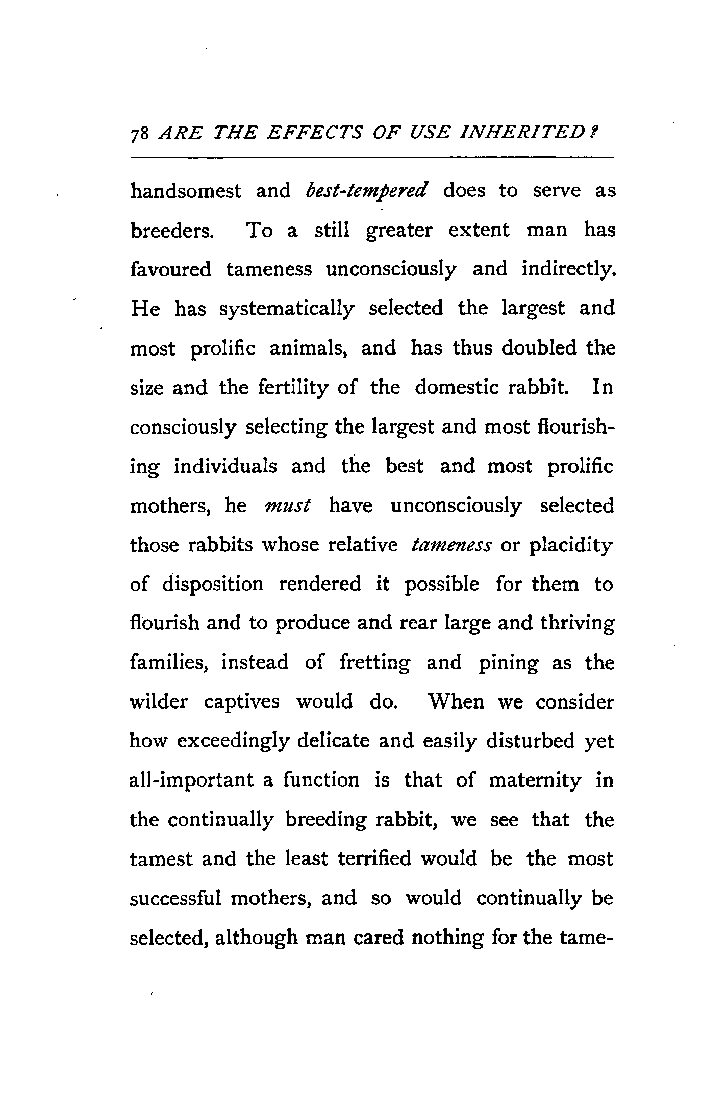 78 ARE THE EFFECTS OF USE INHERITED?
handsomest and best-tempered does to serve as
breeders. To a still greater extent man has
favoured tameness unconsciously and indirectly.
He has systematically selected the largest and
most prolific animals, and has thus doubled the
size and the fertility of the domestic rabbit. In
consciously selecting the largest and most flourish-
ing individuals and the best and most prolific
mothers, he must have unconsciously selected
those rabbits whose relative tameness or placidity
of disposition rendered it possible for them to
flourish and to produce and rear large and thriving
families, instead of fretting and pining as the
wilder captives would do. When we consider
how exceedingly delicate and easily disturbed yet
all-important a function is that of maternity in
the continually breeding rabbit, we see that the
tamest and the least terrified would be the most
successful mothers, and so would continually be
selected, although man cared nothing for the tame-